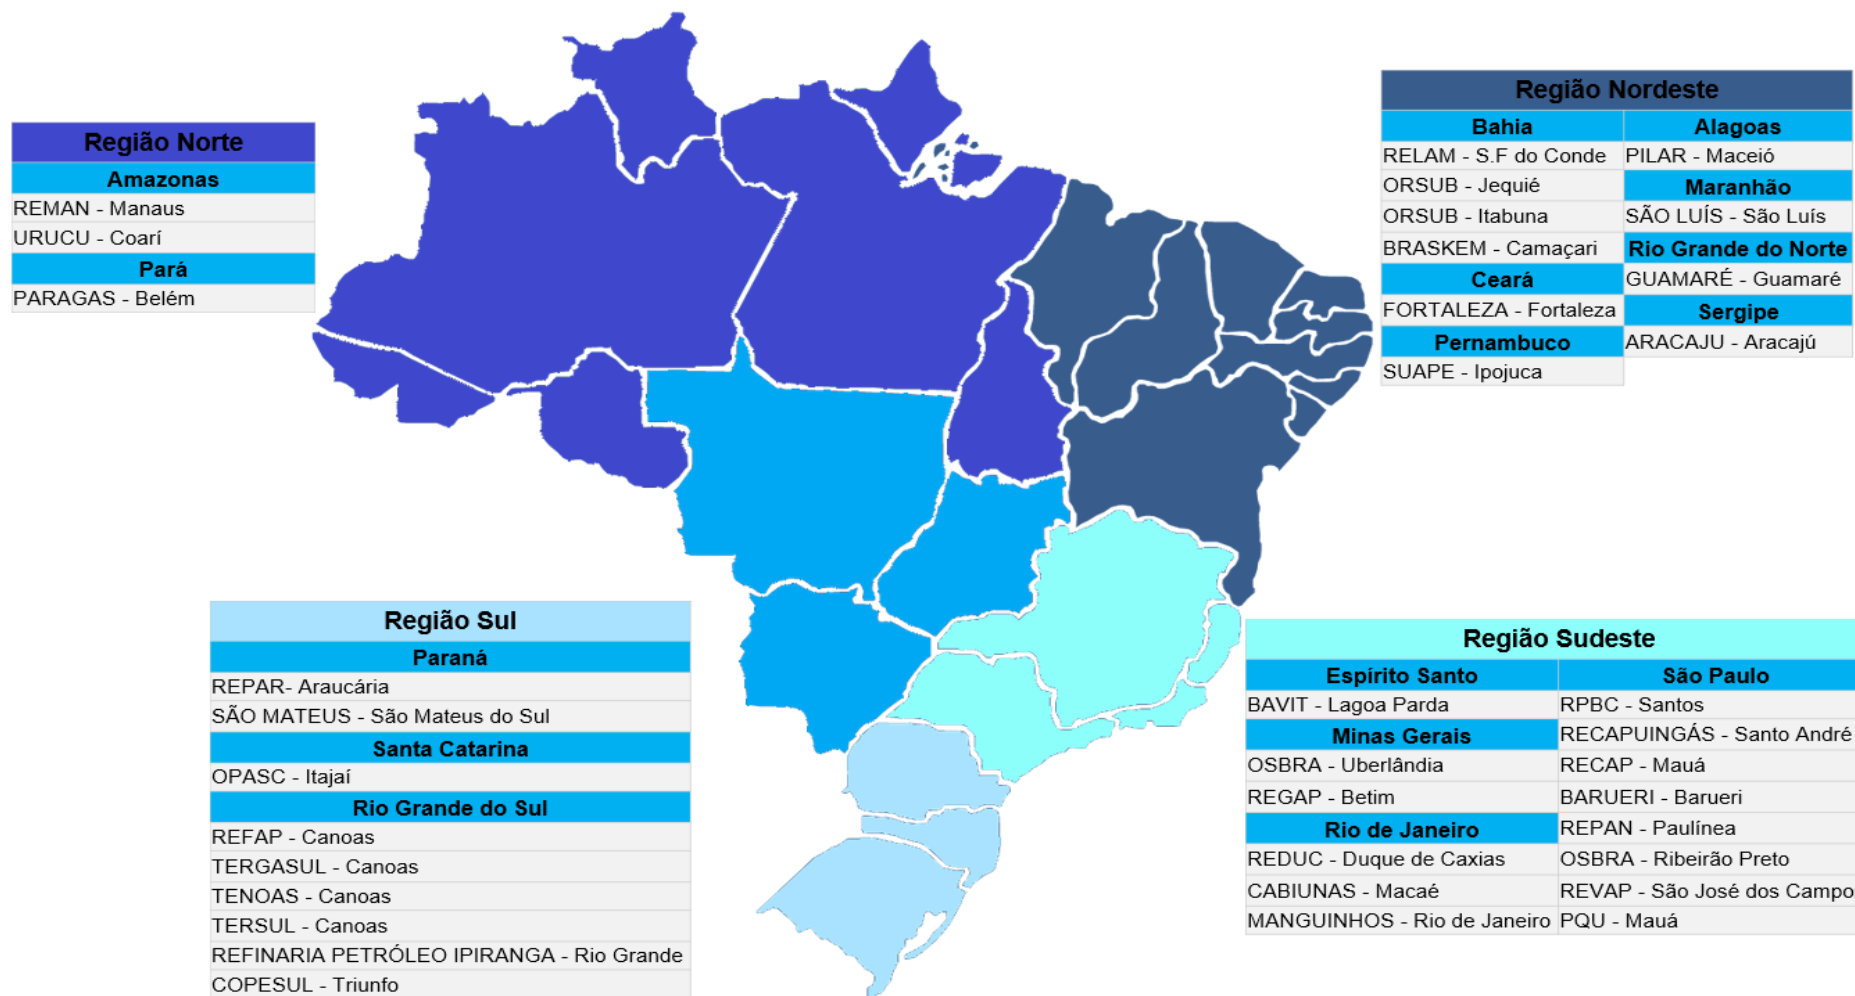 Região Norte
Amazonas
REMAN - Manaus
URUCU - Coarí
Pará
PARAGAS - Belém
Região Nordeste
Bahia
RELAM - S.F do Conde
ORSUB - Jequié
ORSUB - Itabuna
BRASKEM - Camaçari
Ceará
FORTALEZA - Fortaleza
Pernambuco
SUAPE - Ipojuca
Alagoas
PILAR - Maceió
Maranhão
SÃO LUÍS - São Luís
Rio Grande do Norte
GUAMARÉ - Guamaré
Sergipe
ARACAJU - Aracajú
Região Sul
Paraná
REPAR- Araucária
SÃO MATEUS - São Mateus do Sul
Santa Catarina
OPASC - Itajaí
Rio Grande do Sul
REFAP - Canoas
TERGASUL - Canoas
TENOAS - Canoas
TERSUL - Canoas
REFINARIA PETRÓLEO IPIRANGA - Rio Grande
COPESUL - Triunfo
Região Sudeste
Espírito Santo
BAVIT - Lagoa Parda
Minas Gerais
OSBRA - Uberlândia
REGAP - Betim
Rio de Janeiro
REDUC - Duque de Caxias
CABIUNAS - Macaé
MANGUINHOS - Rio de Janeiro
São Paulo
RPBC - Santos
RECAPUINGÁS - Santo André
RECAP - Mauá
BARUERI - Barueri
REPAN - Paulínea
OSBRA - Ribeirão Preto
REVAP - São José dos Campo
PQU - Mauá